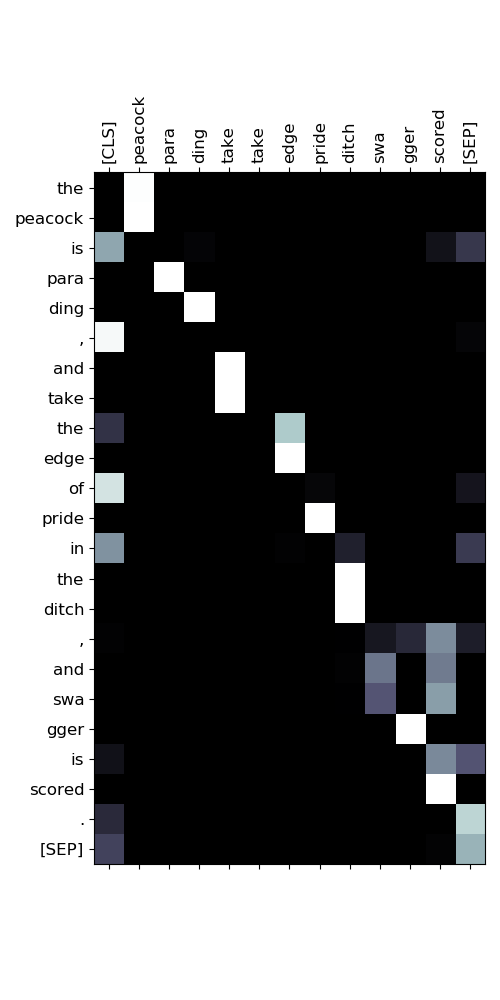 [CLS] peacock para ding take take edge pride ditch swa gger scored [SEP]
the
peacock
is
para
ding
,
and
take
the
edge
of
pride
in
the
ditch
,
and
swa
gger
is
scored
.
[SEP]